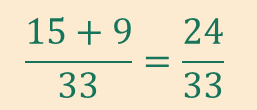 15 + 9 = 24
33 33